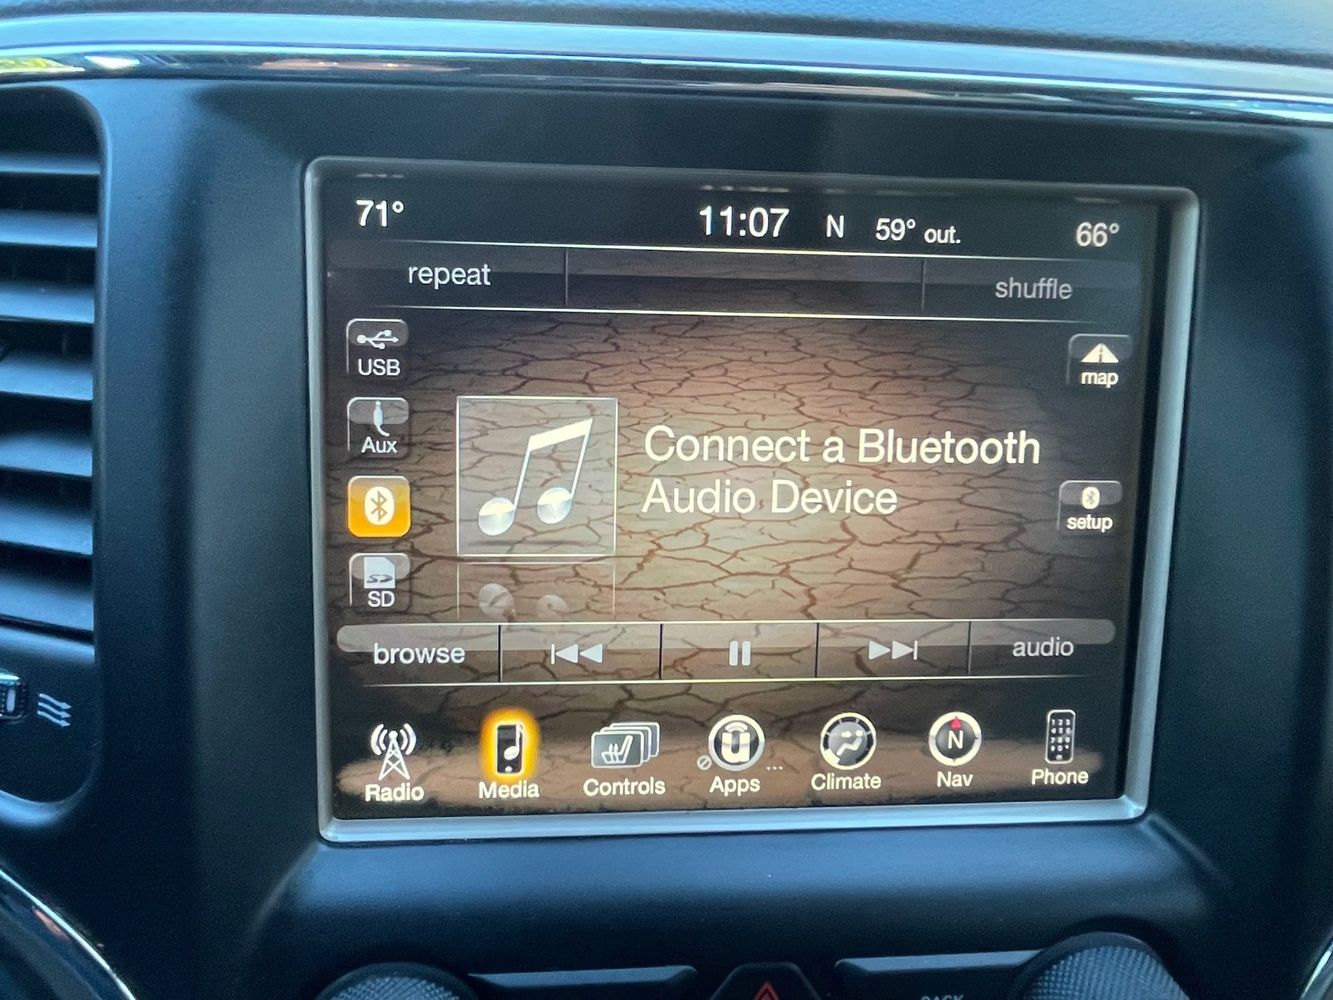 71°
11:07 N 59° out.
66°
repeat
shuffle
USB
map
Aux
Connect a Bluetooth
Audio Device
setup
SD
browse
audio
Radio
Media
Controls
Apps
Climate
N
Nav
Phone